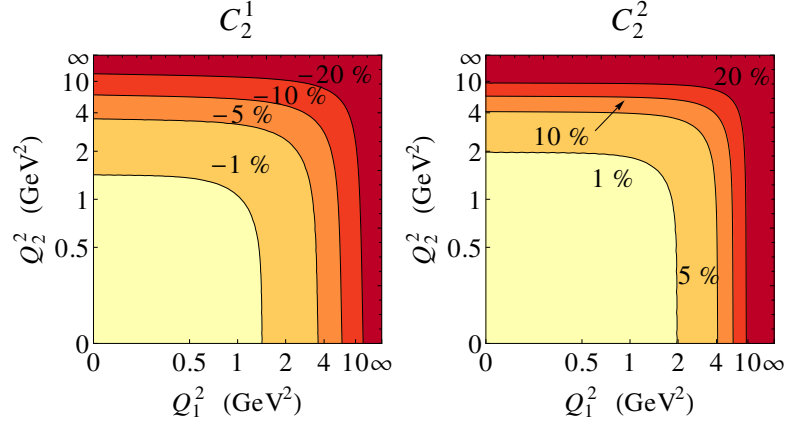 C_2^1
∞
10
4
2
1
0.5
0
Q_2^2 (GeV^2)
−20 %
−10 %
−5 %
−1 %
0 0.5 1 2 4 10 ∞
Q_1^2 (GeV^2)
C_2^2
∞
10
4
2
1
0.5
0
Q_2^2 (GeV^2)
20 %
10 %
1 %
5 %
0 0.5 1 2 4 10 ∞
Q_1^2 (GeV^2)